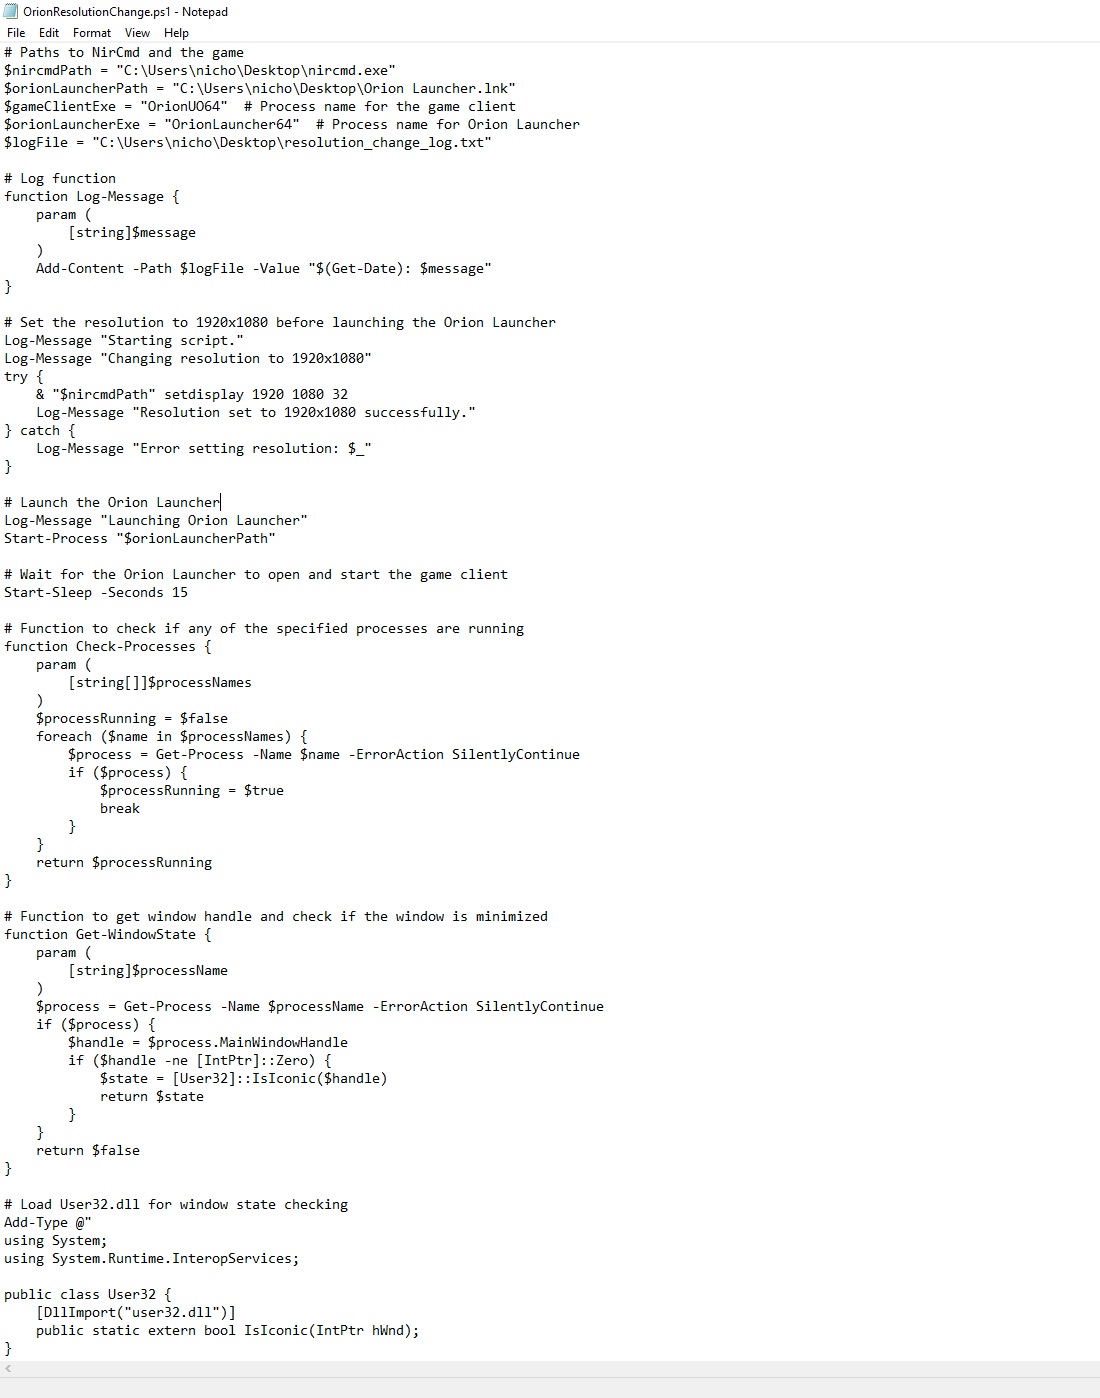 OrionResolutionChange.ps1 - Notepad
File Edit Format View Help
# Paths to NirCmd and the game
$nircmdPath = "C:\Users\nicho\Desktop\nircmd.exe"
$orionLauncherPath = "C:\Users\nicho\Desktop\Orion Launcher.lnk"
$gameClientExe = "OrionUO64"  # Process name for the game client
$orionLauncherExe = "OrionLauncher64"  # Process name for Orion Launcher
$logFile = "C:\Users\nicho\Desktop\resolution_change_log.txt"

# Log function
function Log-Message {
    param (
        [string]$message
    )
    Add-Content -Path $logFile -Value "$(Get-Date): $message"
}

# Set the resolution to 1920x1080 before launching the Orion Launcher
Log-Message "Starting script."
Log-Message "Changing resolution to 1920x1080"
try {
    & "$nircmdPath" setdisplay 1920 1080 32
    Log-Message "Resolution set to 1920x1080 successfully."
} catch {
    Log-Message "Error setting resolution: $_"
}

# Launch the Orion Launcher
Log-Message "Launching Orion Launcher"
Start-Process "$orionLauncherPath"

# Wait for the Orion Launcher to open and start the game client
Start-Sleep -Seconds 15

# Function to check if any of the specified processes are running
function Check-Processes {
    param (
        [string[]]$processNames
    )
    $processRunning = $false
    foreach ($name in $processNames) {
        $process = Get-Process -Name $name -ErrorAction SilentlyContinue
        if ($process) {
            $processRunning = $true
            break
        }
    }
    return $processRunning
}

# Function to get window handle and check if the window is minimized
function Get-WindowState {
    param (
        [string]$processName
    )
    $process = Get-Process -Name $processName -ErrorAction SilentlyContinue
    if ($process) {
        $handle = $process.MainWindowHandle
        if ($handle -ne [IntPtr]::Zero) {
            $state = [User32]::IsIconic($handle)
            return $state
        }
    }
    return $false
}

# Load User32.dll for window state checking
Add-Type @"
using System;
using System.Runtime.InteropServices;

public class User32 {
    [DllImport("user32.dll")]
    public static extern bool IsIconic(IntPtr hWnd);
}